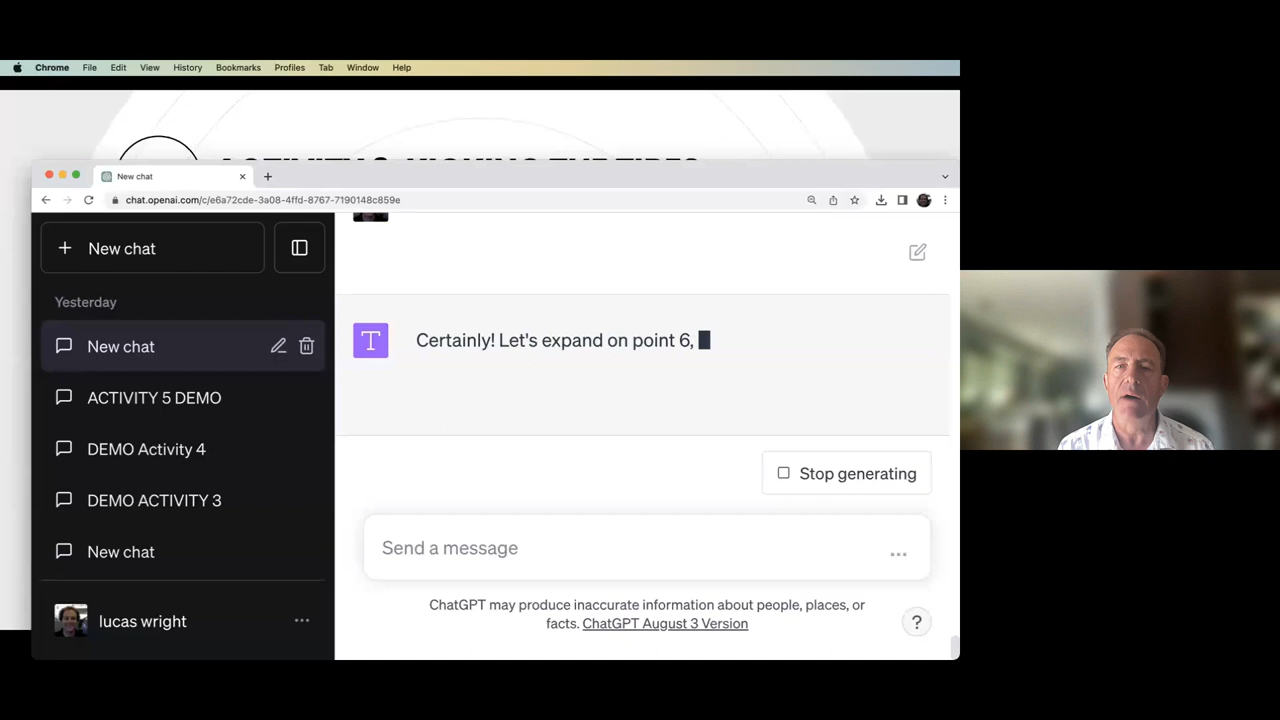 Chrome File Edit View History Bookmarks Profiles Tab Window Help
New chat
chat.openai.com/c/e6a72cde-3a08-4ffd-8767-7190148c859e
New chat
Yesterday
New chat
ACTIVITY 5 DEMO
DEMO Activity 4
DEMO ACTIVITY 3
New chat
lucas wright
T
Certainly! Let's expand on point 6,
Stop generating
Send a message
ChatGPT may produce inaccurate information about people, places, or
facts. ChatGPT August 3 Version
?